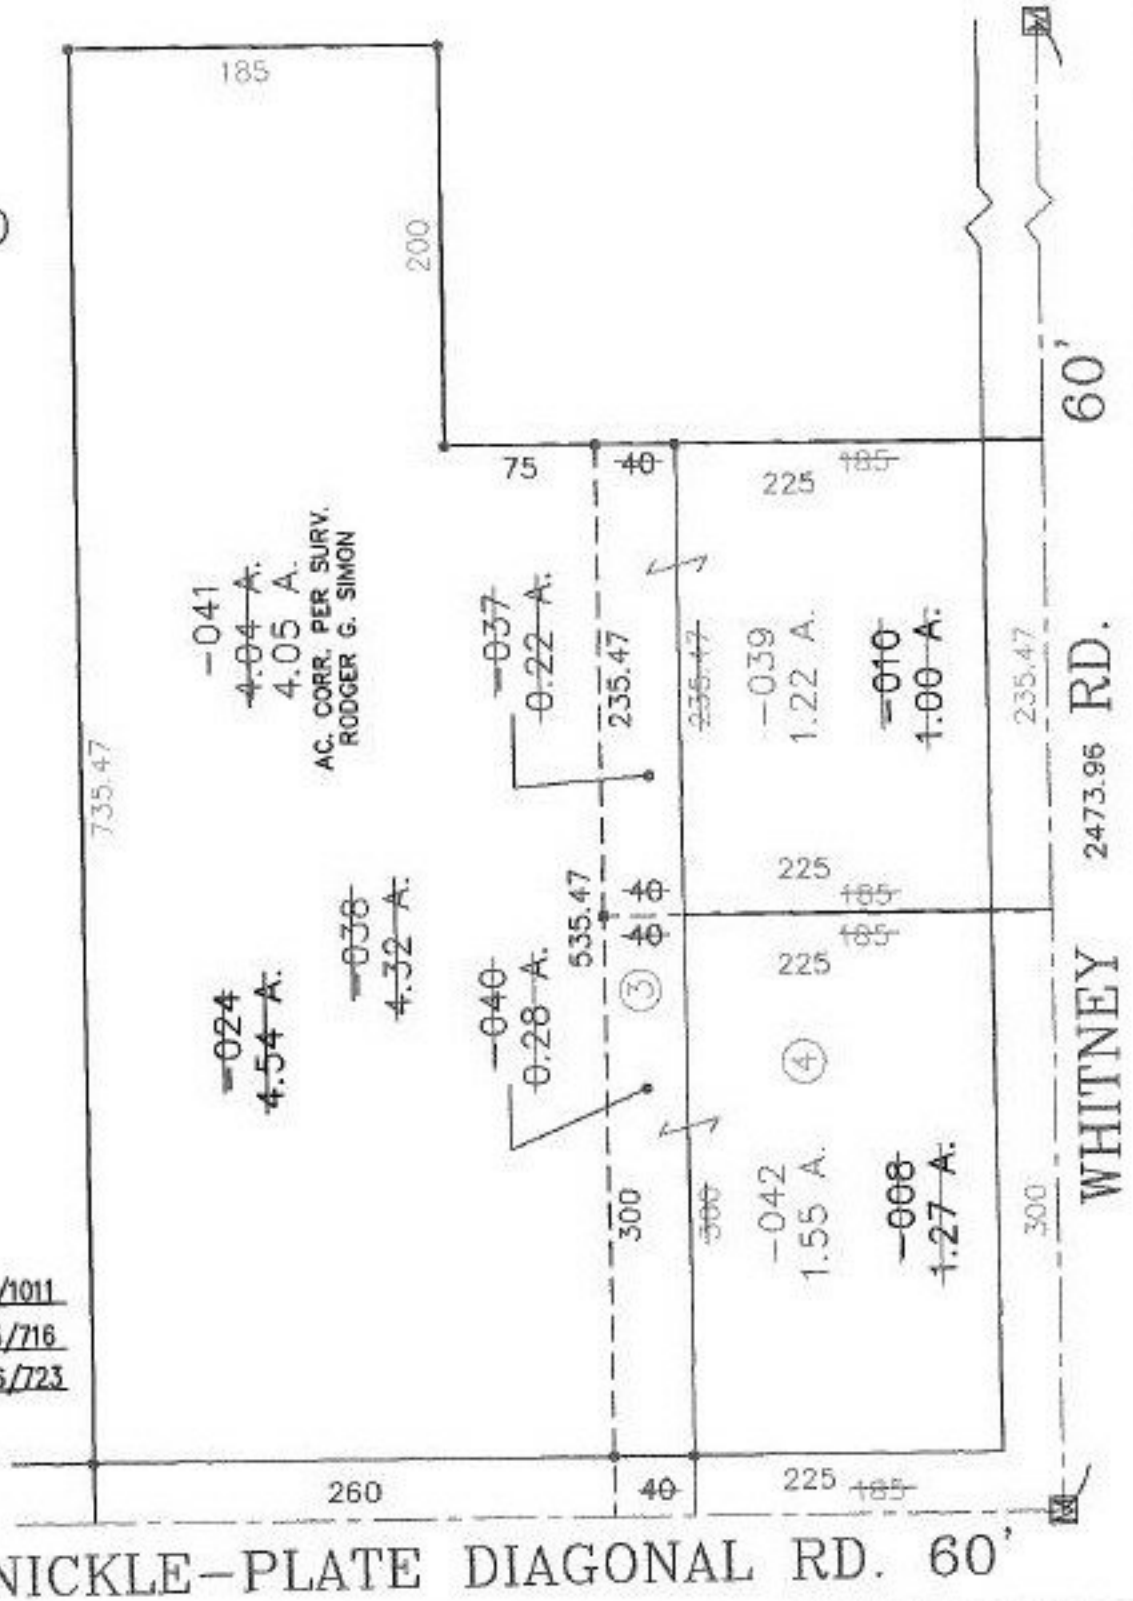 185
200
60'
75
40
185
225
-041
4.04 A.
4.05 A.
AC. CORR. PER SURV.
RODGER G. SIMON
-037
0.22 A.
235.47
235.47
-039
1.22 A.
-010
1.00 A.
235.47
RD.
2473.96
735.47
225
185
40
40
185
225
535.47
-038
4.32 A.
-024
4.54 A.
-040
0.28 A.
3
4
WHITNEY
300
300
-042
1.55 A.
-008
1.27 A.
300
/1011
/716
/723
260
40
225
185
NICKLE-PLATE DIAGONAL RD. 60'